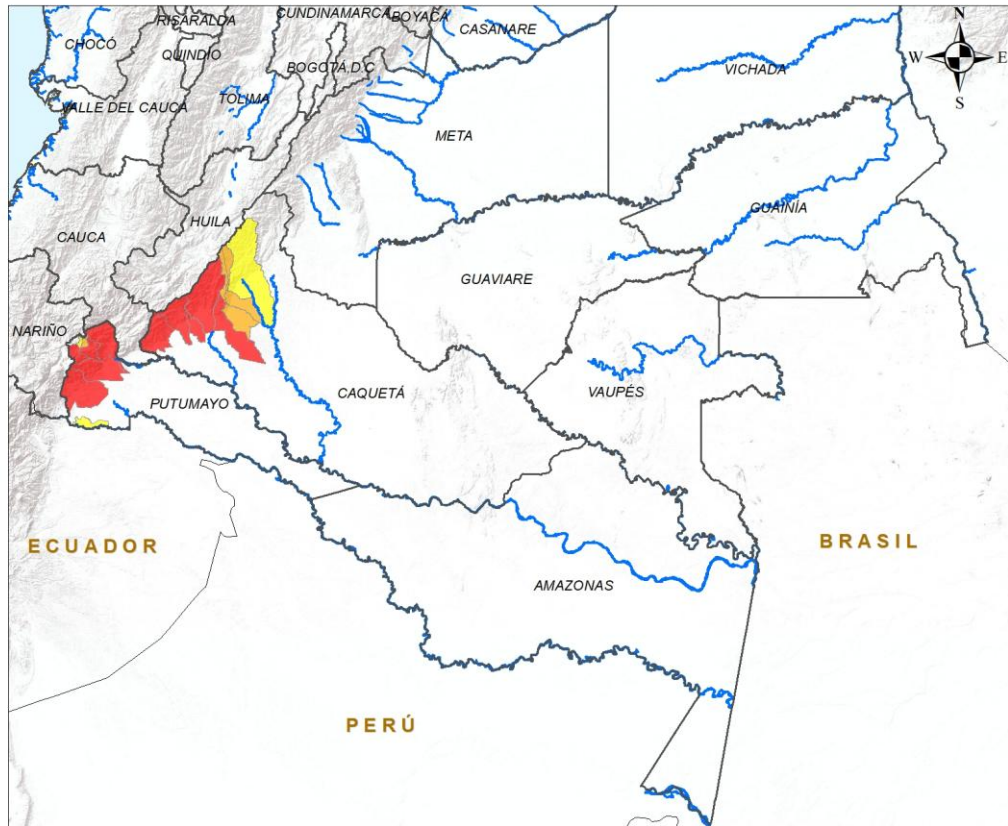 CUNDINAMARCA
BOYACÁ
RISARALDA
CASANARE
N
CHOCÓ
QUINDÍO
BOGOTÁ D.C
VICHADA
W
E
TOLIMA
VALLE DEL CAUCA
S
META
HUILA
GUAINÍA
CAUCA
GUAVIARE
NARIÑO
CAQUETÁ
VAUPÉS
PUTUMAYO
ECUADOR
BRASIL
AMAZONAS
PERÚ